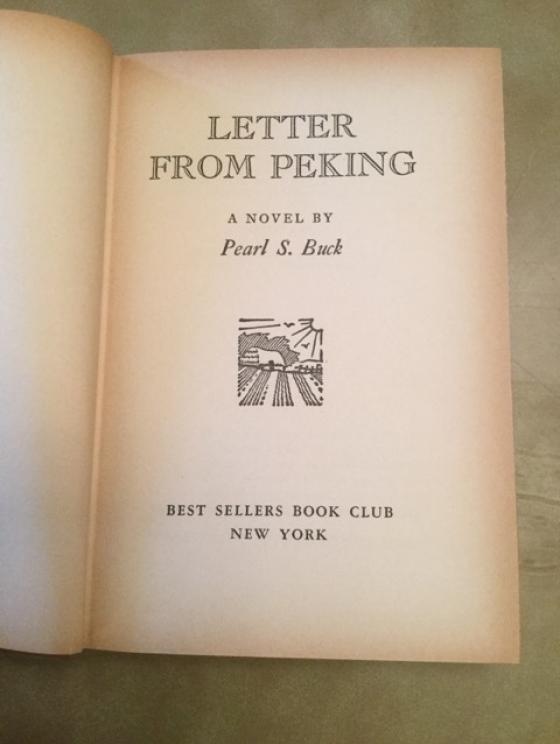 LETTER
FROM PEKING
A NOVEL BY
Pearl S. Buck
BEST SELLERS BOOK CLUB
NEW YORK